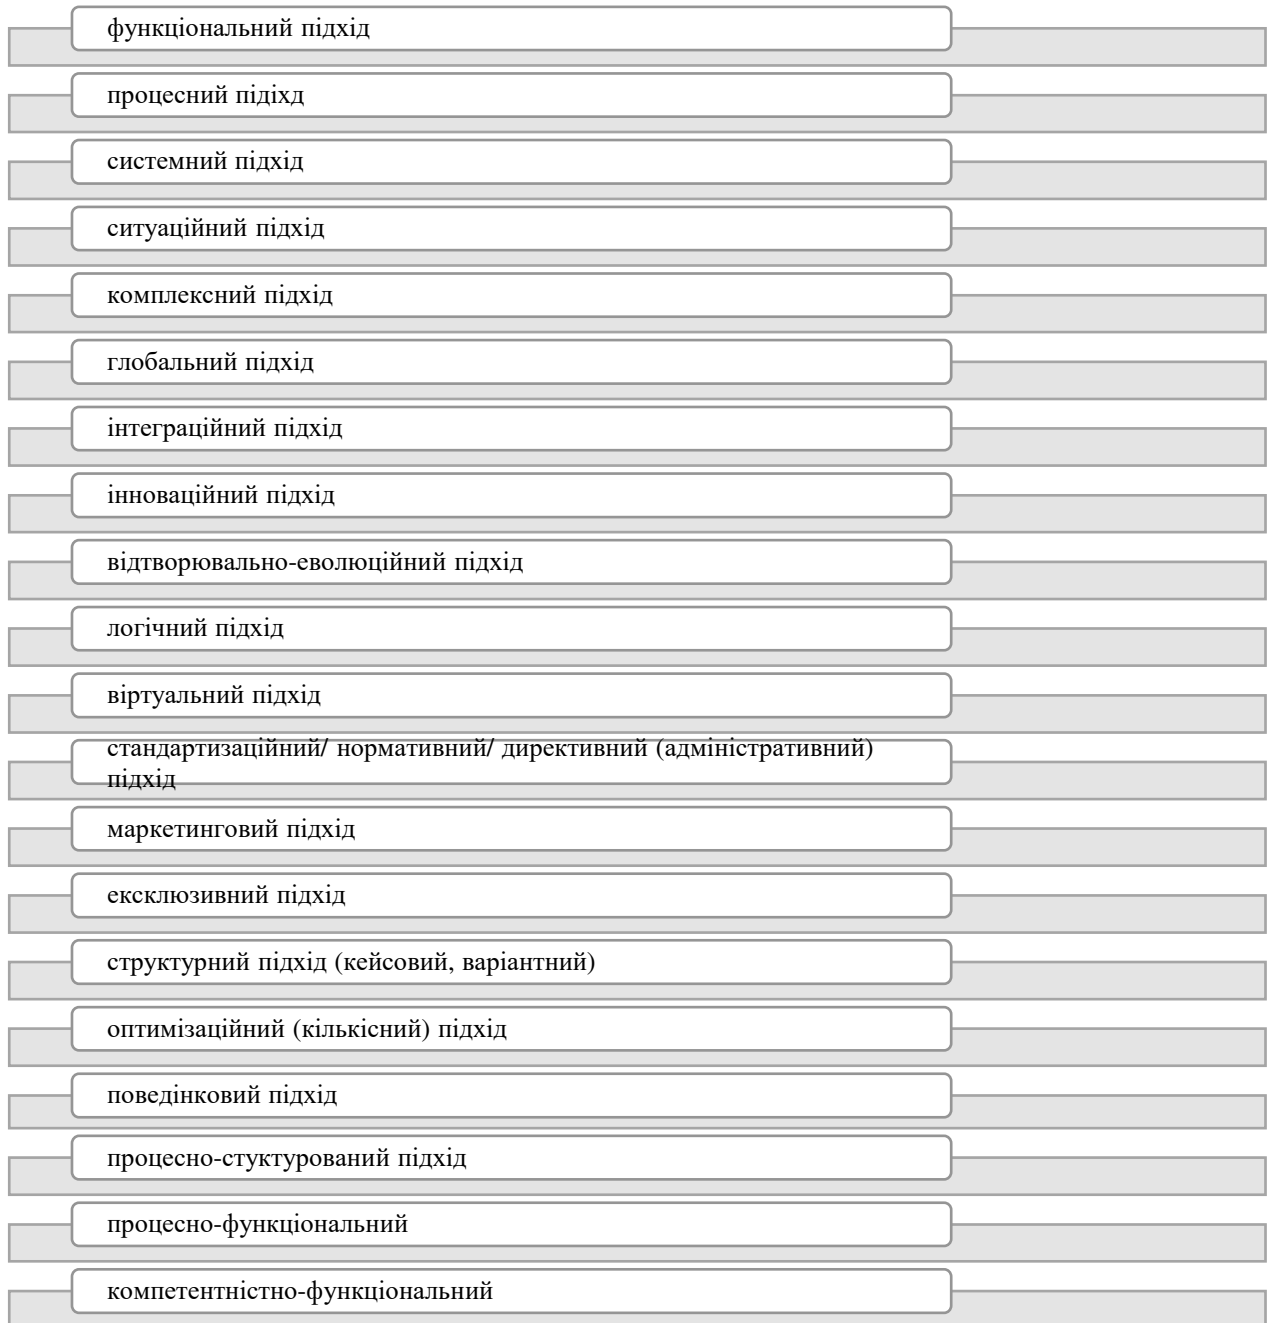 функціональний підхід
процесний підіхд
системний підхід
ситуаційний підхід
комплексний підхід
глобальний підхід
інтеграційний підхід
інноваційний підхід
відтворювально-еволюційний підхід
логічний підхід
віртуальний підхід
стандартизаційний/ нормативний/ директивний (адміністративний)
підхід
маркетинговий підхід
ексклюзивний підхід
структурний підхід (кейсовий, варіантний)
оптимізаційний (кількісний) підхід
поведінковий підхід
процесно-стуктурований підхід
процесно-функціональний
компетентністно-функціональний